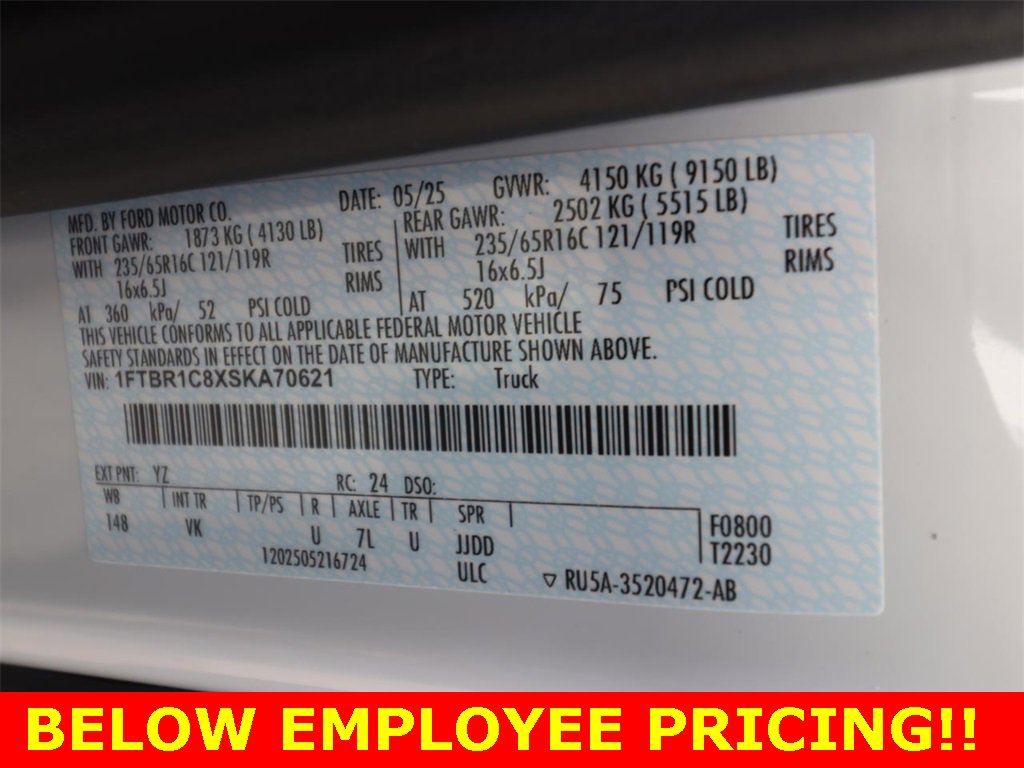 MFD. BY FORD MOTOR CO. DATE: 05/25 GVWR: 4150 KG ( 9150 LB)
FRONT GAWR: 1873 KG ( 4130 LB) REAR GAWR: 2502 KG ( 5515 LB)
WITH 235/65R16C 121/119R TIRES WITH 235/65R16C 121/119R TIRES
16x6.5J RIMS 16x6.5J RIMS
AT 360 kPa/ 52 PSI COLD AT 520 kPa/ 75 PSI COLD
THIS VEHICLE CONFORMS TO ALL APPLICABLE FEDERAL MOTOR VEHICLE
SAFETY STANDARDS IN EFFECT ON THE DATE OF MANUFACTURE SHOWN ABOVE.
VIN: 1FTBR1C8XSKA70621 TYPE: Truck
EXT PNT: YZ RC: 24 DSO:
WB INT TR TP/PS R AXLE TR SPR F0800
148 VK U 7L U JJDD T2230
1202505216724 ULC ▽ RU5A-3520472-AB
BELOW EMPLOYEE PRICING!!